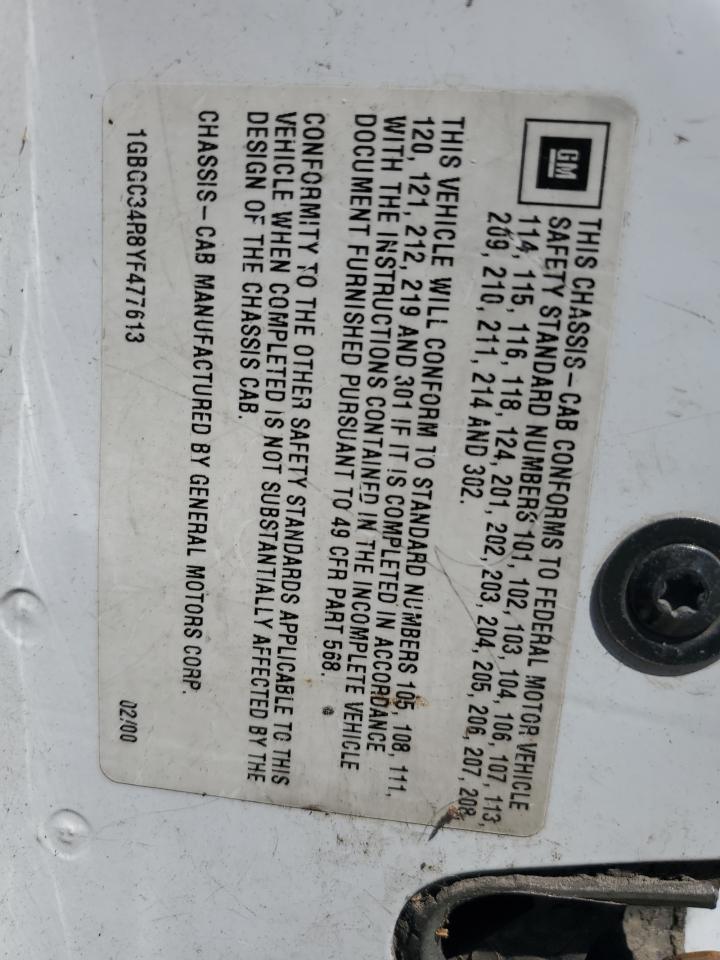 GM
THIS CHASSIS-CAB CONFORMS TO FEDERAL MOTOR VEHICLE
SAFETY STANDARD NUMBERS 101, 102, 103, 104, 106, 107, 113,
114, 115, 116, 118, 124, 201, 202, 203, 204, 205, 206, 207, 208,
209, 210, 211, 214 AND 302.
THIS VEHICLE WILL CONFORM TO STANDARD NUMBERS 105, 108, 111,
120, 121, 212, 219 AND 301 IF IT IS COMPLETED IN ACCORDANCE
WITH THE INSTRUCTIONS CONTAINED IN THE INCOMPLETE VEHICLE
DOCUMENT FURNISHED PURSUANT TO 49 CFR PART 568.
CONFORMITY TO THE OTHER SAFETY STANDARDS APPLICABLE TO THIS
VEHICLE WHEN COMPLETED IS NOT SUBSTANTIALLY AFFECTED BY THE
DESIGN OF THE CHASSIS CAB.
CHASSIS-CAB MANUFACTURED BY GENERAL MOTORS CORP.
1GBGC34R8YF477613 02/00